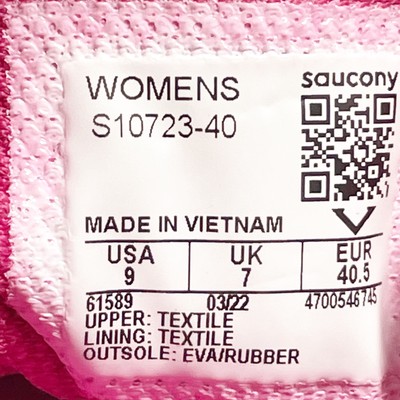 WOMENS
saucony
S10723-40
MADE IN VIETNAM
USA UK EUR
9 7 40.5
61589 03/22 4700546745
UPPER: TEXTILE
LINING: TEXTILE
OUTSOLE: EVA/RUBBER